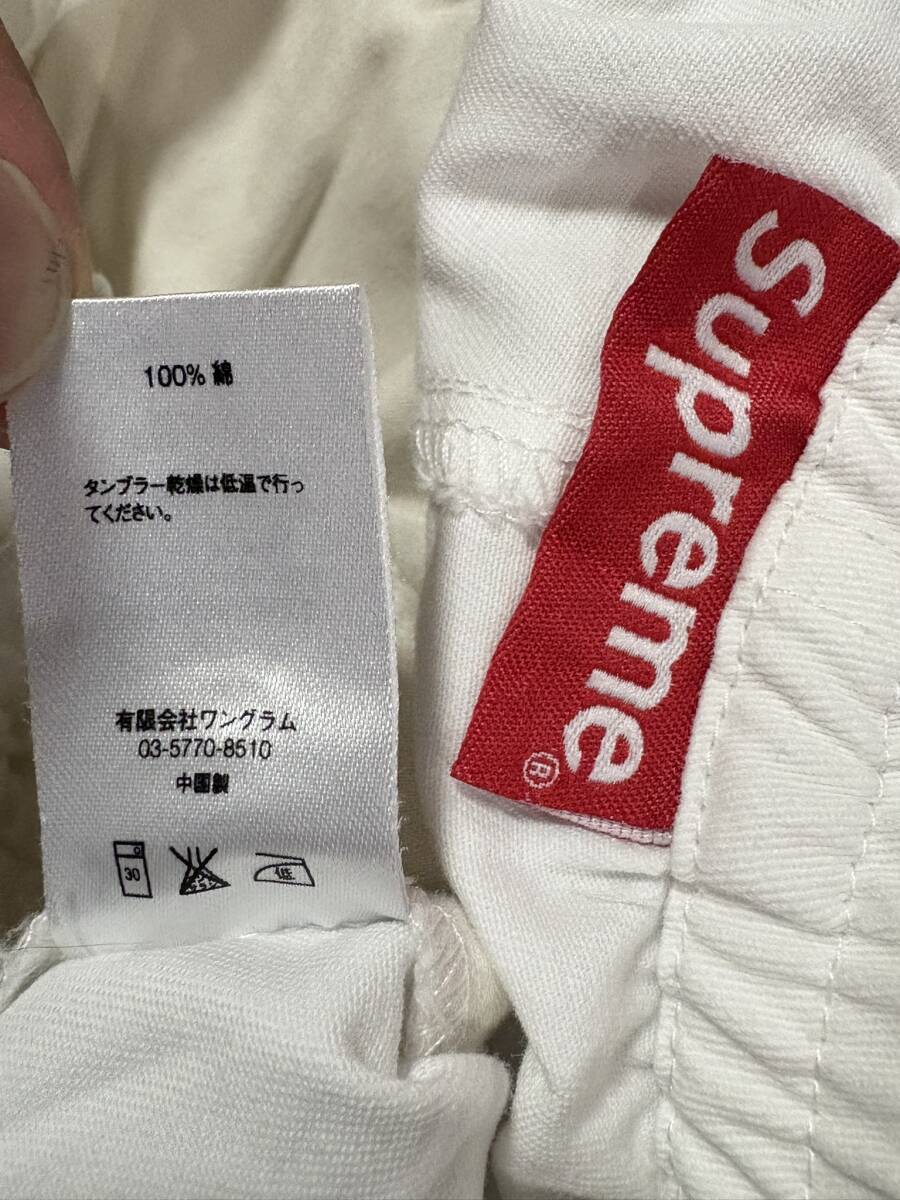 100% 綿
タンブラー乾燥は低温で行っ
てください。
有限会社ワングラム
03-5770-8510
中国製
30
低
Supreme
®